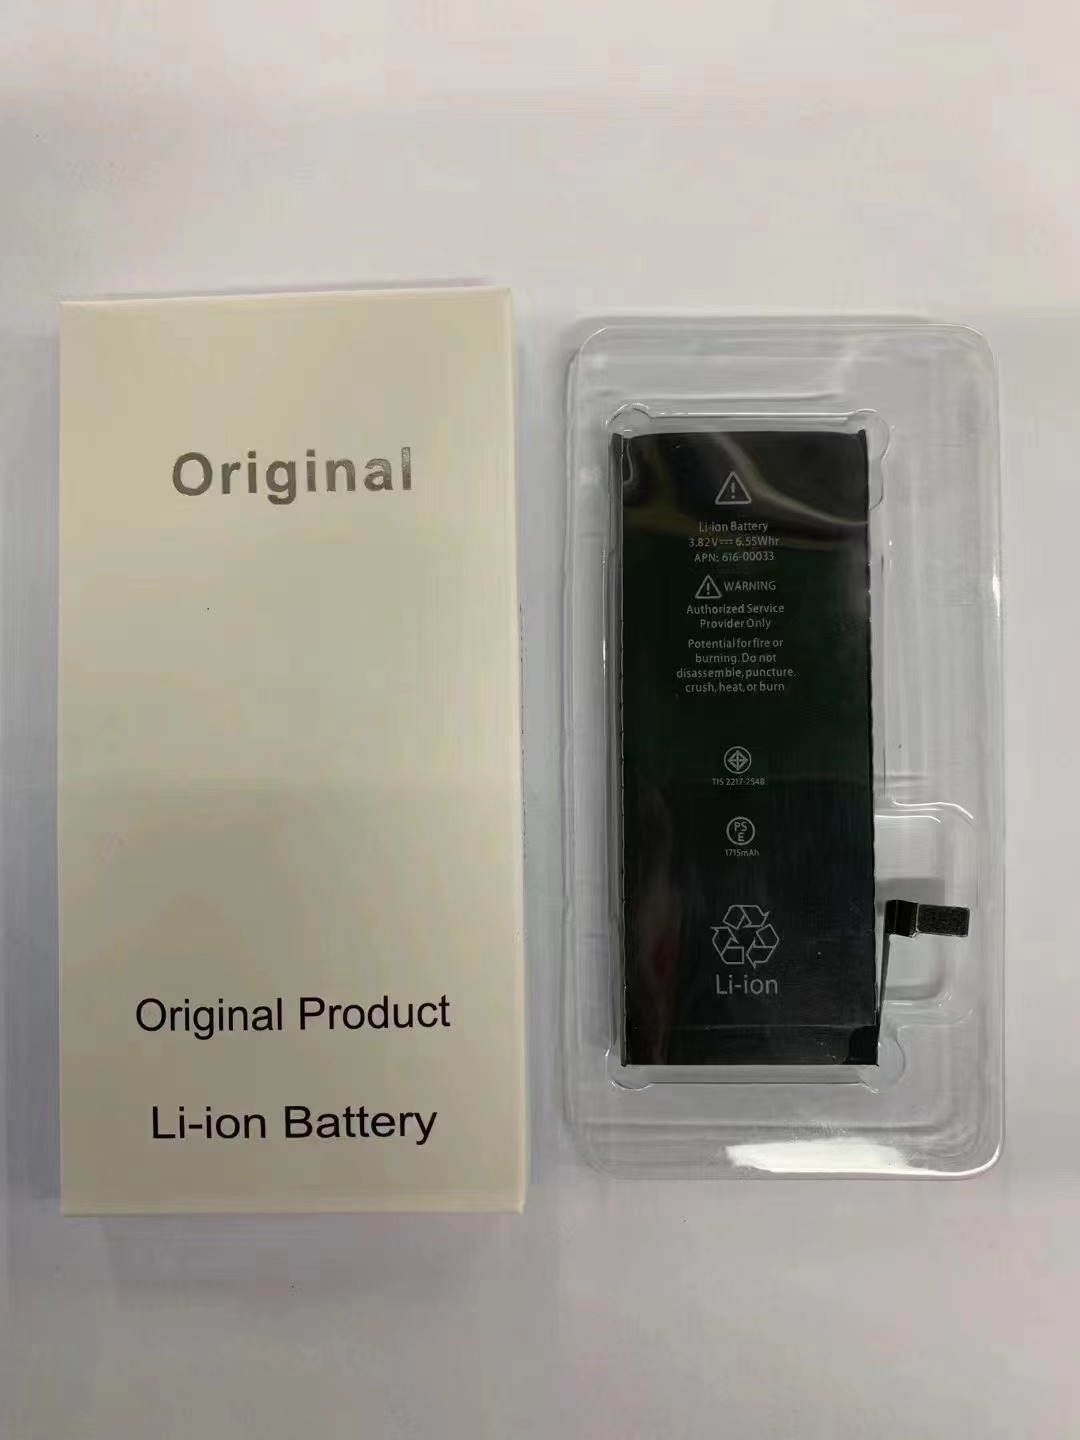 Original
Original Product
Li-ion Battery
Li-ion Battery
3.82V⎓6.55Whr
APN: 616-00033
WARNING
Authorized Service
Provider Only
Potential for fire or
burning. Do not
disassemble, puncture.
crush, heat, or burn
TIS 2217-2548
PS
E
1715mAh
Li-ion